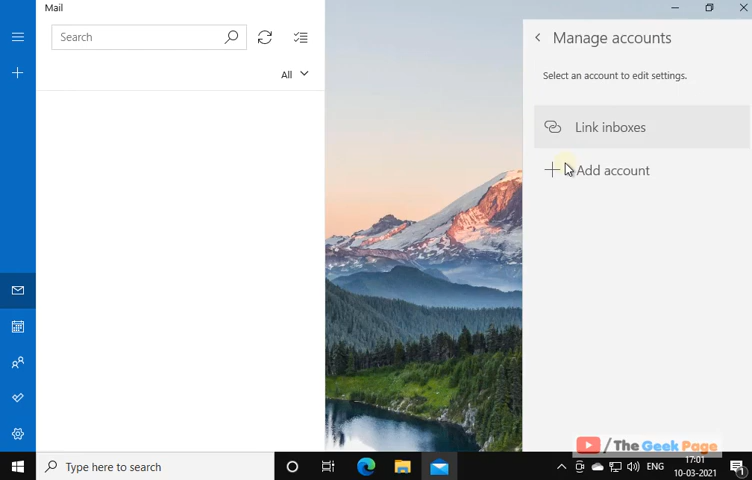 Mail
Search
All
Manage accounts
Select an account to edit settings.
Link inboxes
Add account
/The Geek Page
Type here to search
ENG
17:01
10-03-2021
1